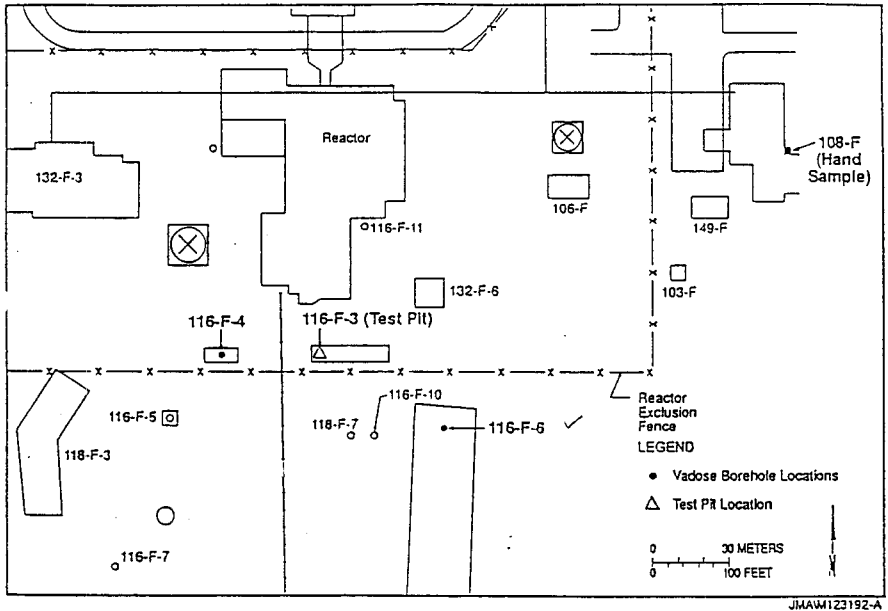 Reactor
132-F-3
108-F
(Hand
Sample)
106-F
149-F
116-F-11
132-F-6
103-F
116-F-4
116-F-3 (Test Pit)
116-F-10
Reactor
Exclusion
Fence
116-F-5
118-F-7
116-F-6
118-F-3
LEGEND
Vadose Borehole Locations
Test Pit Location
116-F-7
0 30 METERS
0 100 FEET
JMAWM123192-A